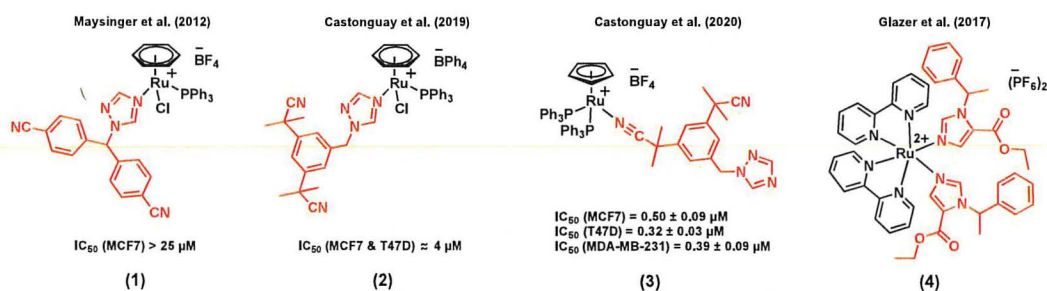 Maysinger et al. (2012)
Castonguay et al. (2019)
Castonguay et al. (2020)
Glazer et al. (2017)
Ru
+
Cl
PPh3
BF4
−
N
N
N
NC
CN
IC50 (MCF7) > 25 µM
(1)
Ru
+
Cl
PPh3
BPh4
−
N
N
N
NC
CN
IC50 (MCF7 & T47D) ≈ 4 µM
(2)
Ru
+
Ph3P
Ph3P
BF4
−
N
CN
N
N
N
IC50 (MCF7) = 0.50 ± 0.09 µM
IC50 (T47D) = 0.32 ± 0.03 µM
IC50 (MDA-MB-231) = 0.39 ± 0.09 µM
(3)
−
(PF6)2
2+
Ru
N
N
N
N
N
N
O
O
N
N
O
O
(4)